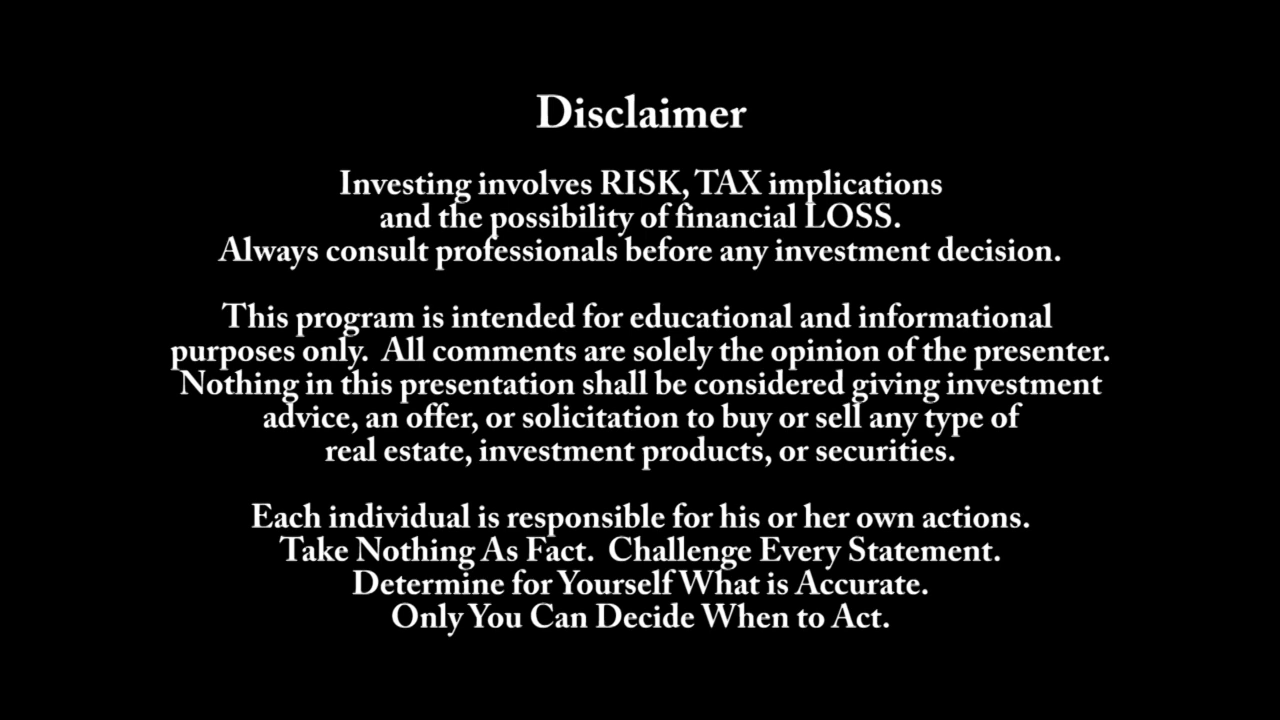 Disclaimer
Investing involves RISK, TAX implications
and the possibility of financial LOSS.
Always consult professionals before any investment decision.
This program is intended for educational and informational
purposes only.  All comments are solely the opinion of the presenter.
Nothing in this presentation shall be considered giving investment
advice, an offer, or solicitation to buy or sell any type of
real estate, investment products, or securities.
Each individual is responsible for his or her own actions.
Take Nothing As Fact.  Challenge Every Statement.
Determine for Yourself What is Accurate.
Only You Can Decide When to Act.